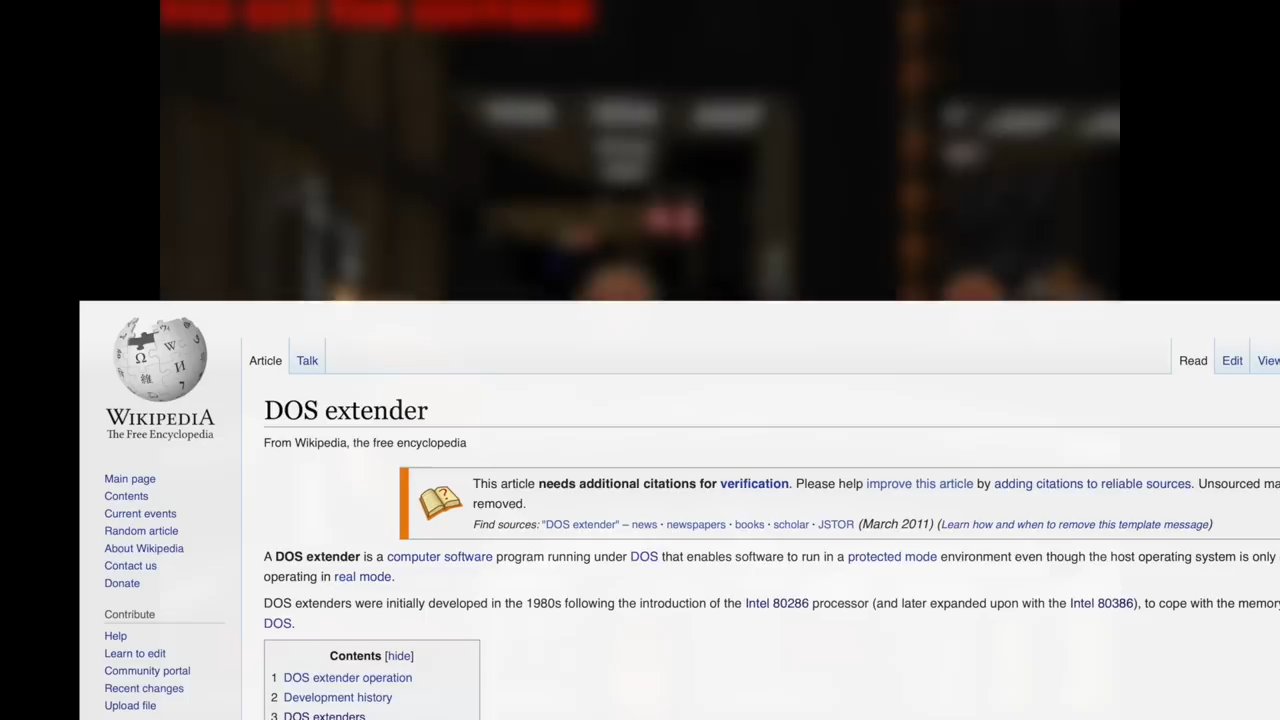 Article Talk Read Edit View
DOS extender
WIKIPEDIA
The Free Encyclopedia
From Wikipedia, the free encyclopedia
This article needs additional citations for verification. Please help improve this article by adding citations to reliable sources. Unsourced ma
removed.
Find sources: "DOS extender" – news · newspapers · books · scholar · JSTOR (March 2011) (Learn how and when to remove this template message)
A DOS extender is a computer software program running under DOS that enables software to run in a protected mode environment even though the host operating system is only
operating in real mode.
DOS extenders were initially developed in the 1980s following the introduction of the Intel 80286 processor (and later expanded upon with the Intel 80386), to cope with the memory
DOS.
Contents [hide]
1 DOS extender operation
2 Development history
3 DOS extenders
Main page
Contents
Current events
Random article
About Wikipedia
Contact us
Donate
Contribute
Help
Learn to edit
Community portal
Recent changes
Upload file